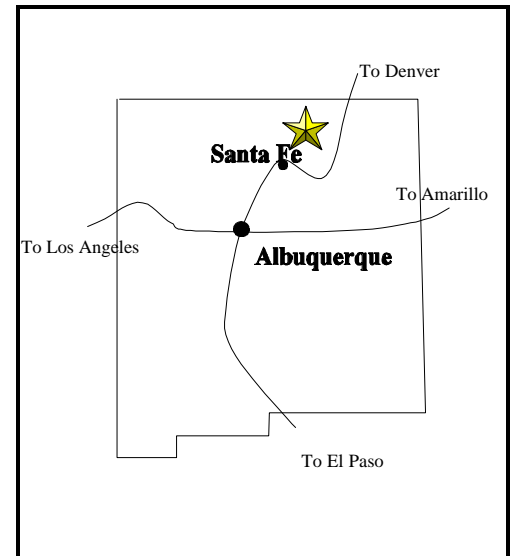 To Denver
Santa Fe
To Amarillo
To Los Angeles
Albuquerque
To El Paso